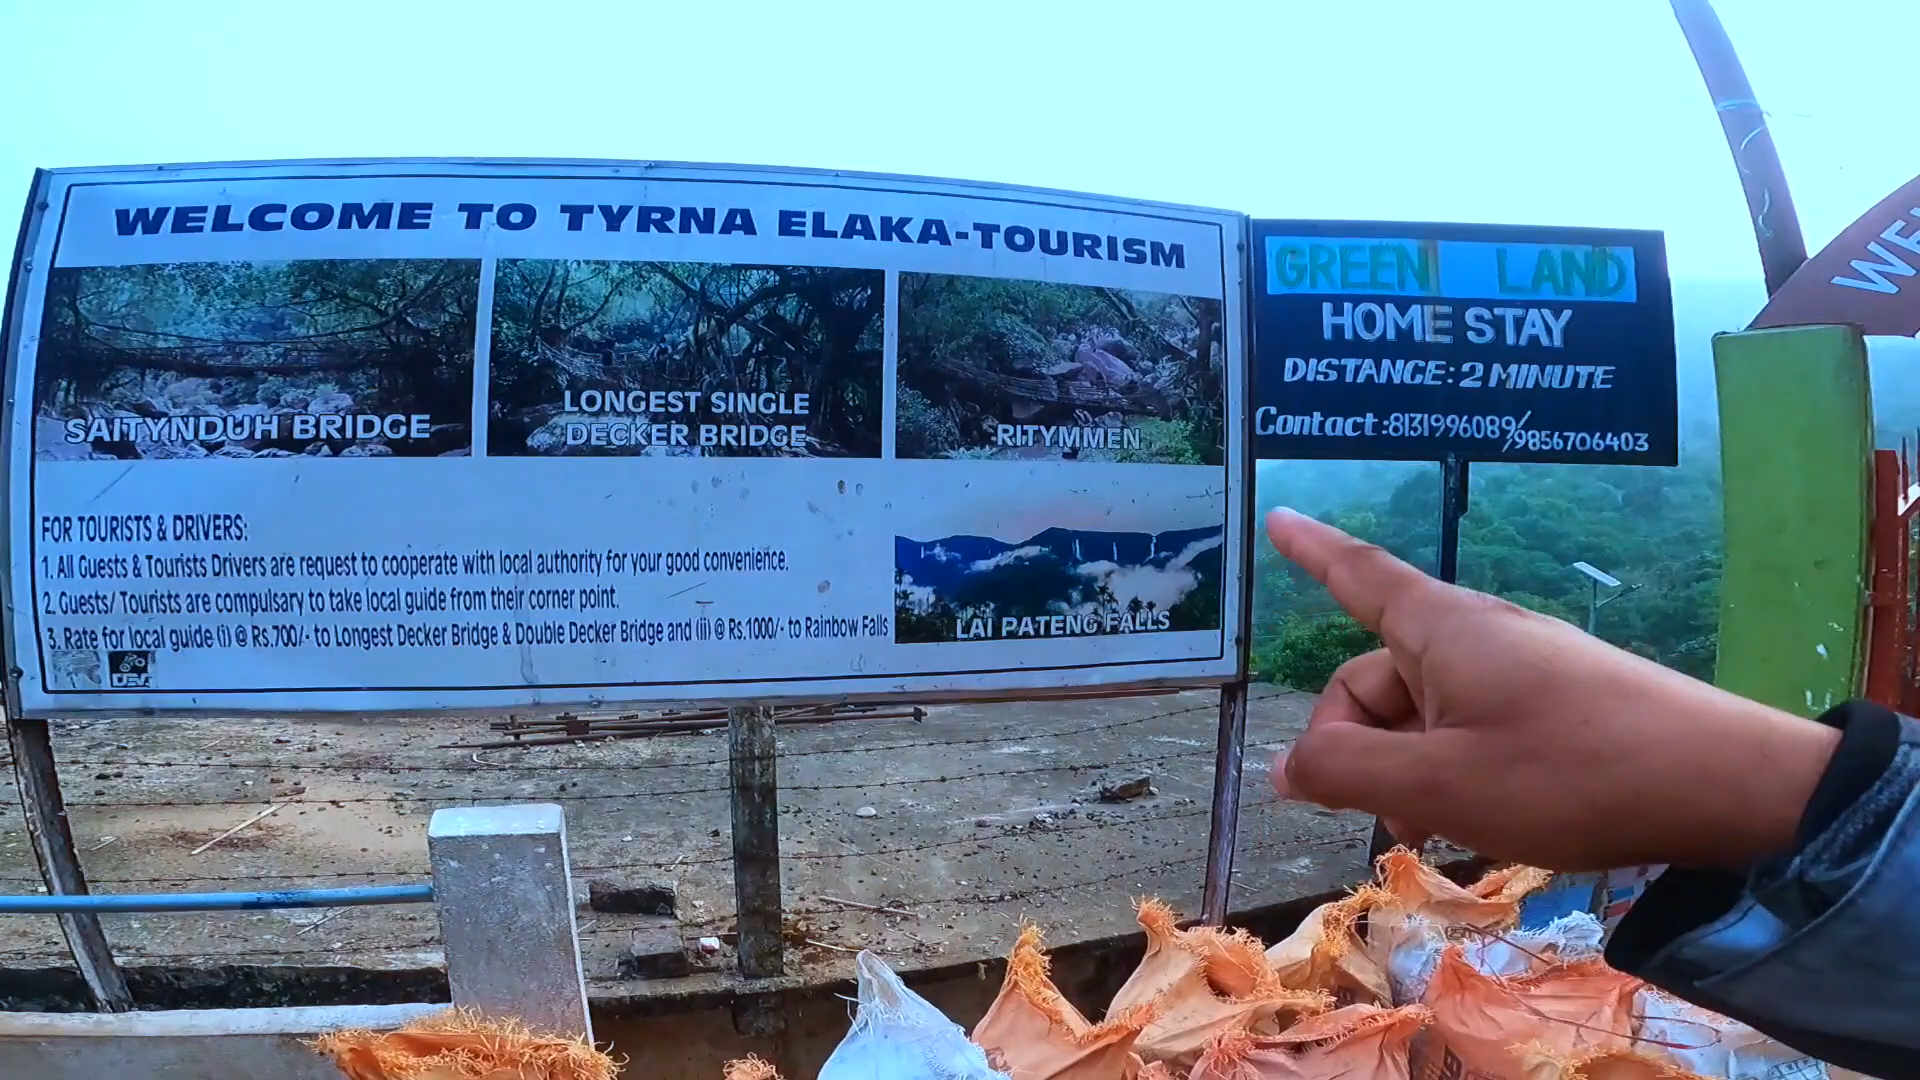 WELCOME TO TYRNA ELAKA-TOURISM
SAITYNDUH BRIDGE
LONGEST SINGLE
DECKER BRIDGE
RITYMMEN
FOR TOURISTS & DRIVERS:
1. All Guests & Tourists Drivers are request to cooperate with local authority for your good convenience.
2. Guests/ Tourists are compulsary to take local guide from their corner point.
3. Rate for local guide (i) @ Rs.700/- to Longest Decker Bridge & Double Decker Bridge and (ii) @ Rs.1000/- to Rainbow Falls
LAI PATENG FALLS
GREEN LAND
HOME STAY
DISTANCE: 2 MINUTE
Contact: 8131996089/9856706403